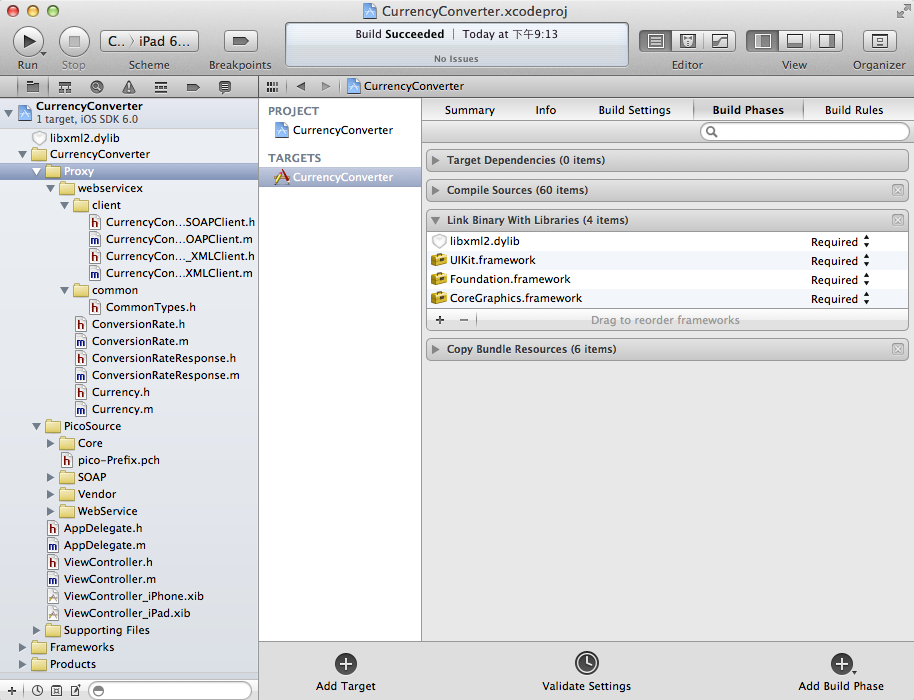 CurrencyConverter.xcodeproj
Build Succeeded | Today at 下午9:13
No Issues
C.. 〉 iPad 6...
Run
Stop
Scheme
Breakpoints
Editor
View
Organizer
CurrencyConverter
CurrencyConverter
1 target, iOS SDK 6.0
libxml2.dylib
CurrencyConverter
Proxy
webservicex
client
CurrencyCon...SOAPClient.h
CurrencyCon...OAPClient.m
CurrencyCon..._XMLClient.h
CurrencyCon...XMLClient.m
common
CommonTypes.h
ConversionRate.h
ConversionRate.m
ConversionRateResponse.h
ConversionRateResponse.m
Currency.h
Currency.m
PicoSource
Core
pico-Prefix.pch
SOAP
Vendor
WebService
AppDelegate.h
AppDelegate.m
ViewController.h
ViewController.m
ViewController_iPhone.xib
ViewController_iPad.xib
Supporting Files
Frameworks
Products
PROJECT
CurrencyConverter
TARGETS
CurrencyConverter
Summary
Info
Build Settings
Build Phases
Build Rules
Target Dependencies (0 items)
Compile Sources (60 items)
Link Binary With Libraries (4 items)
libxml2.dylib Required
UIKit.framework Required
Foundation.framework Required
CoreGraphics.framework Required
Drag to reorder frameworks
Copy Bundle Resources (6 items)
Add Target
Validate Settings
Add Build Phase